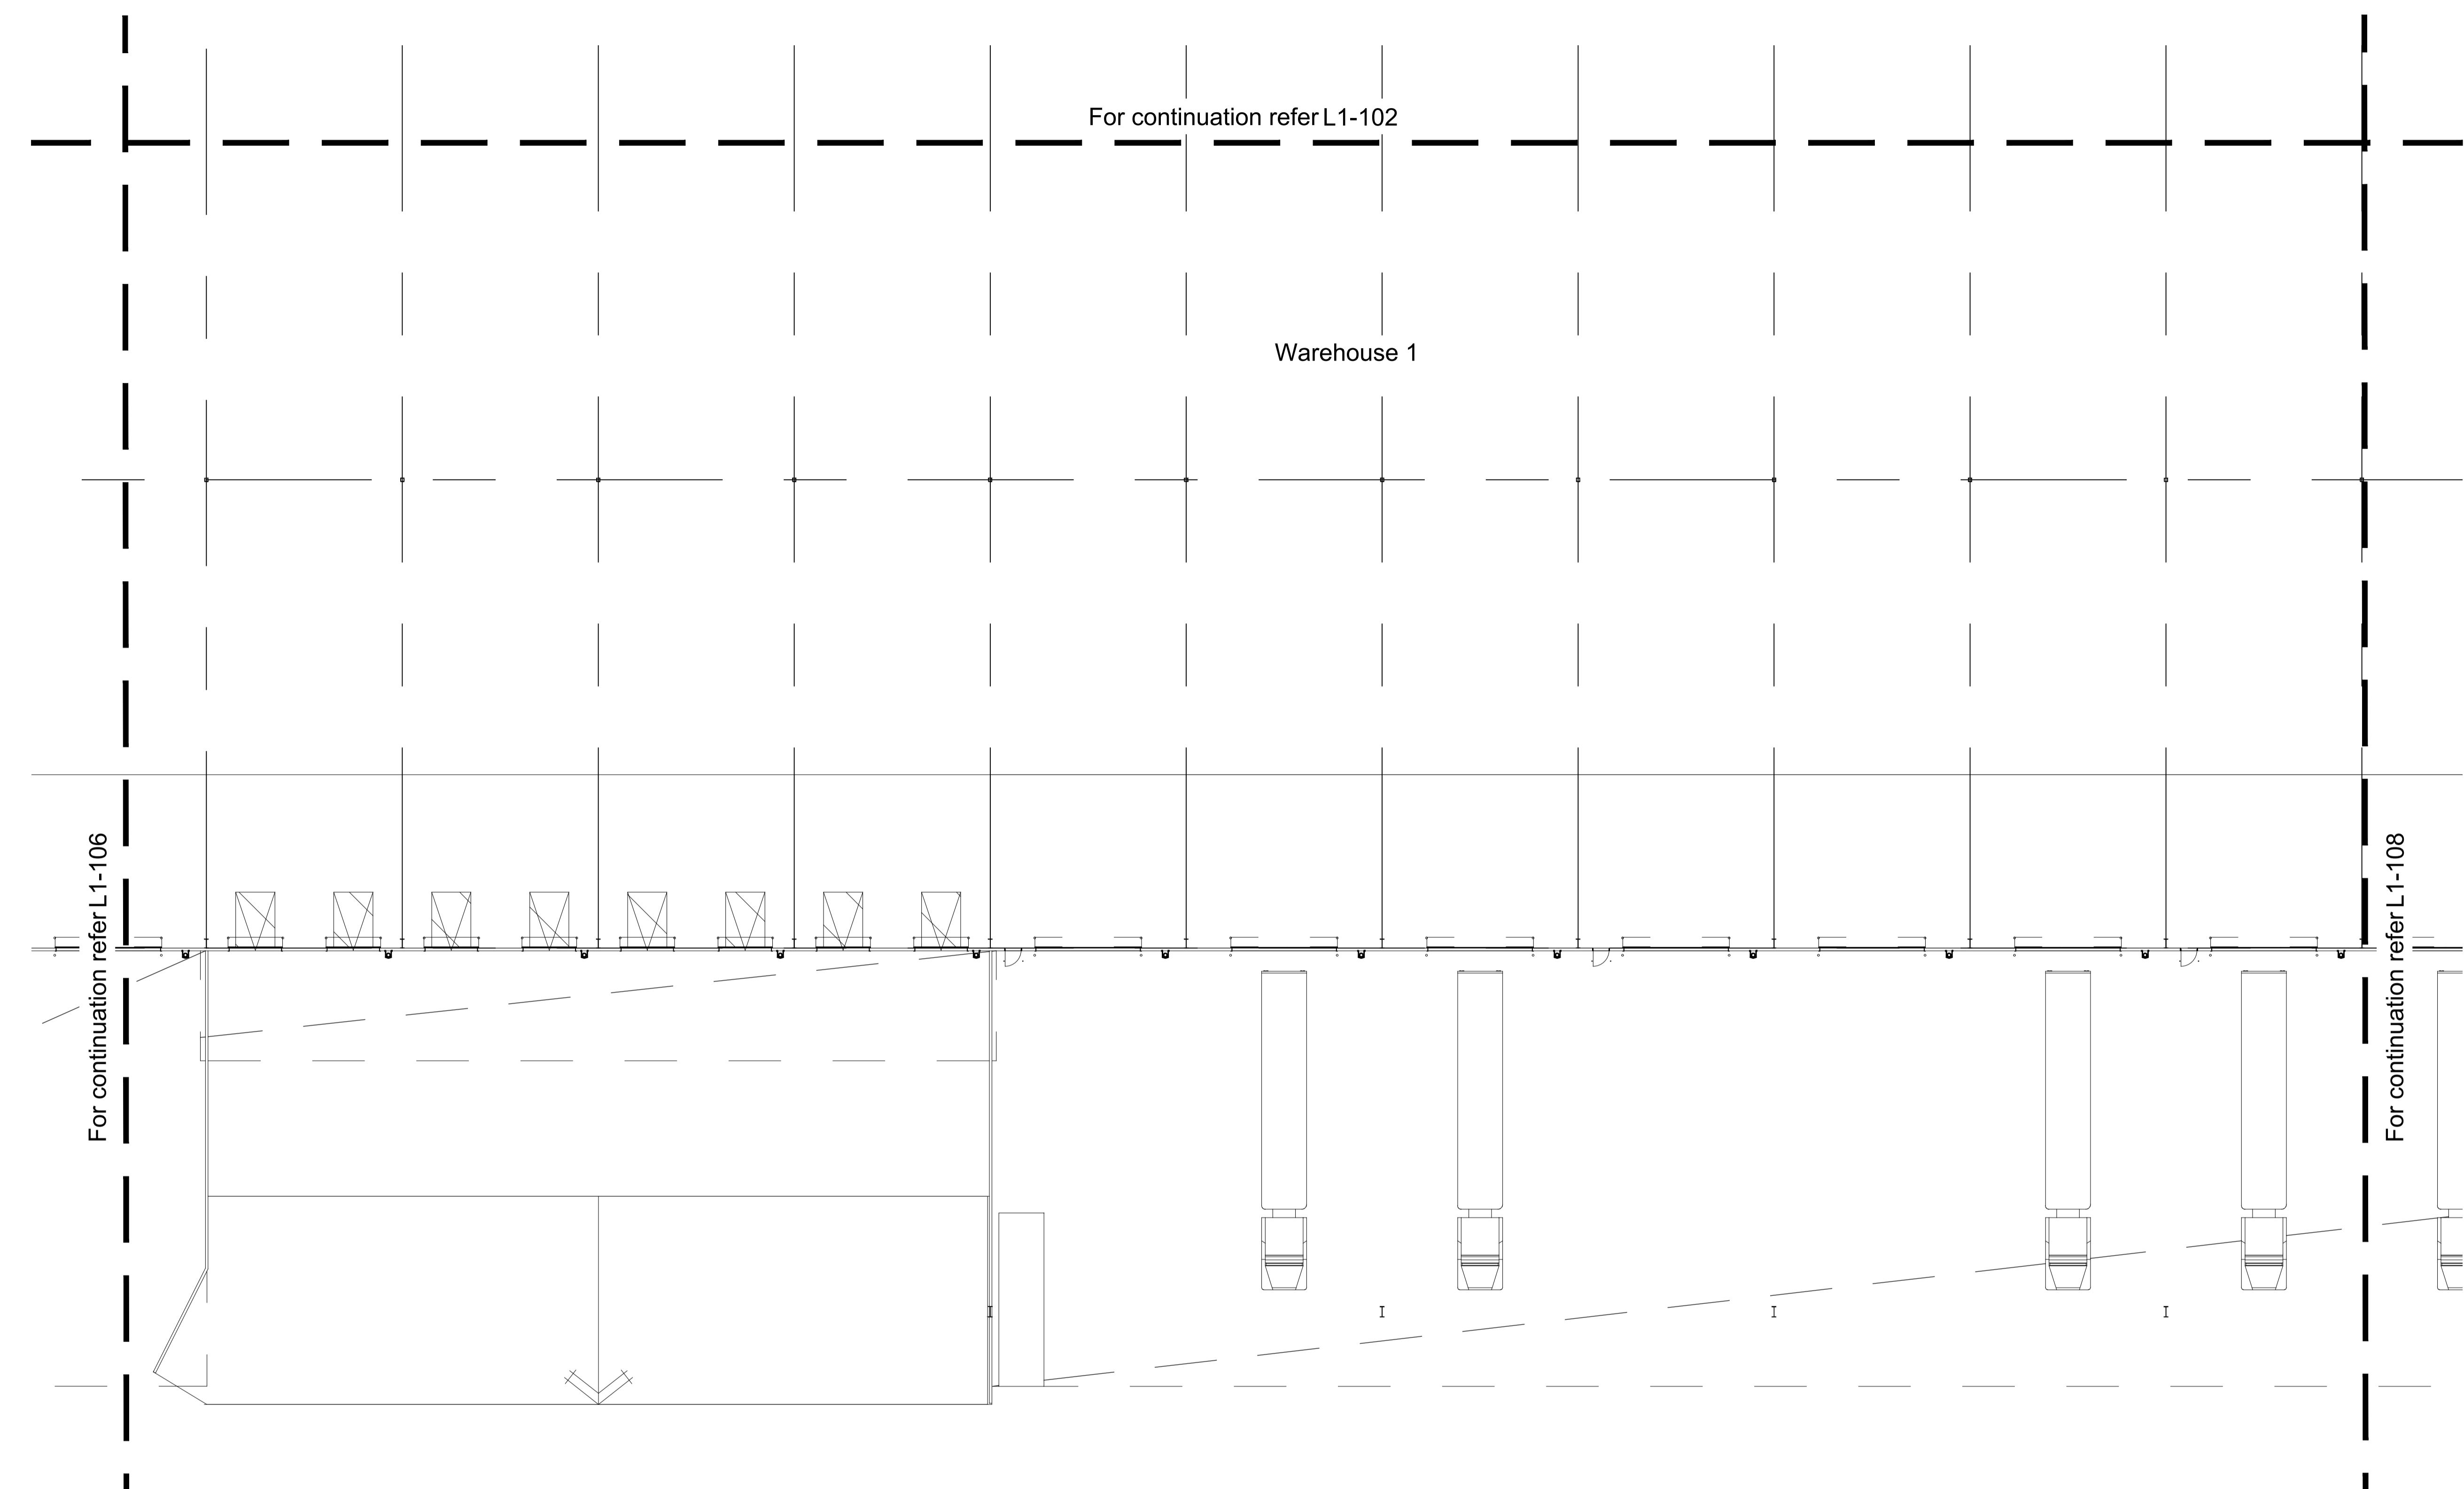 For continuation refer L1-102
Warehouse 1
For continuation refer L1-106
For continuation refer L1-108